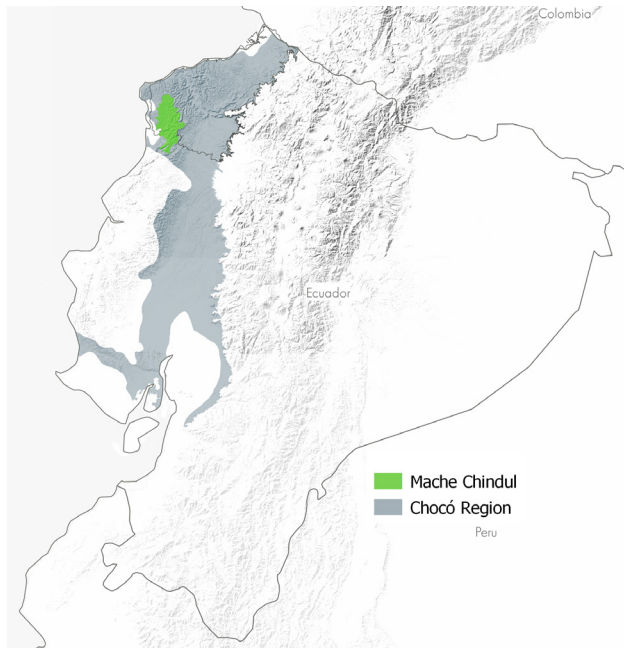 Colombia
Ecuador
Mache Chindul
Chocó Region
Peru